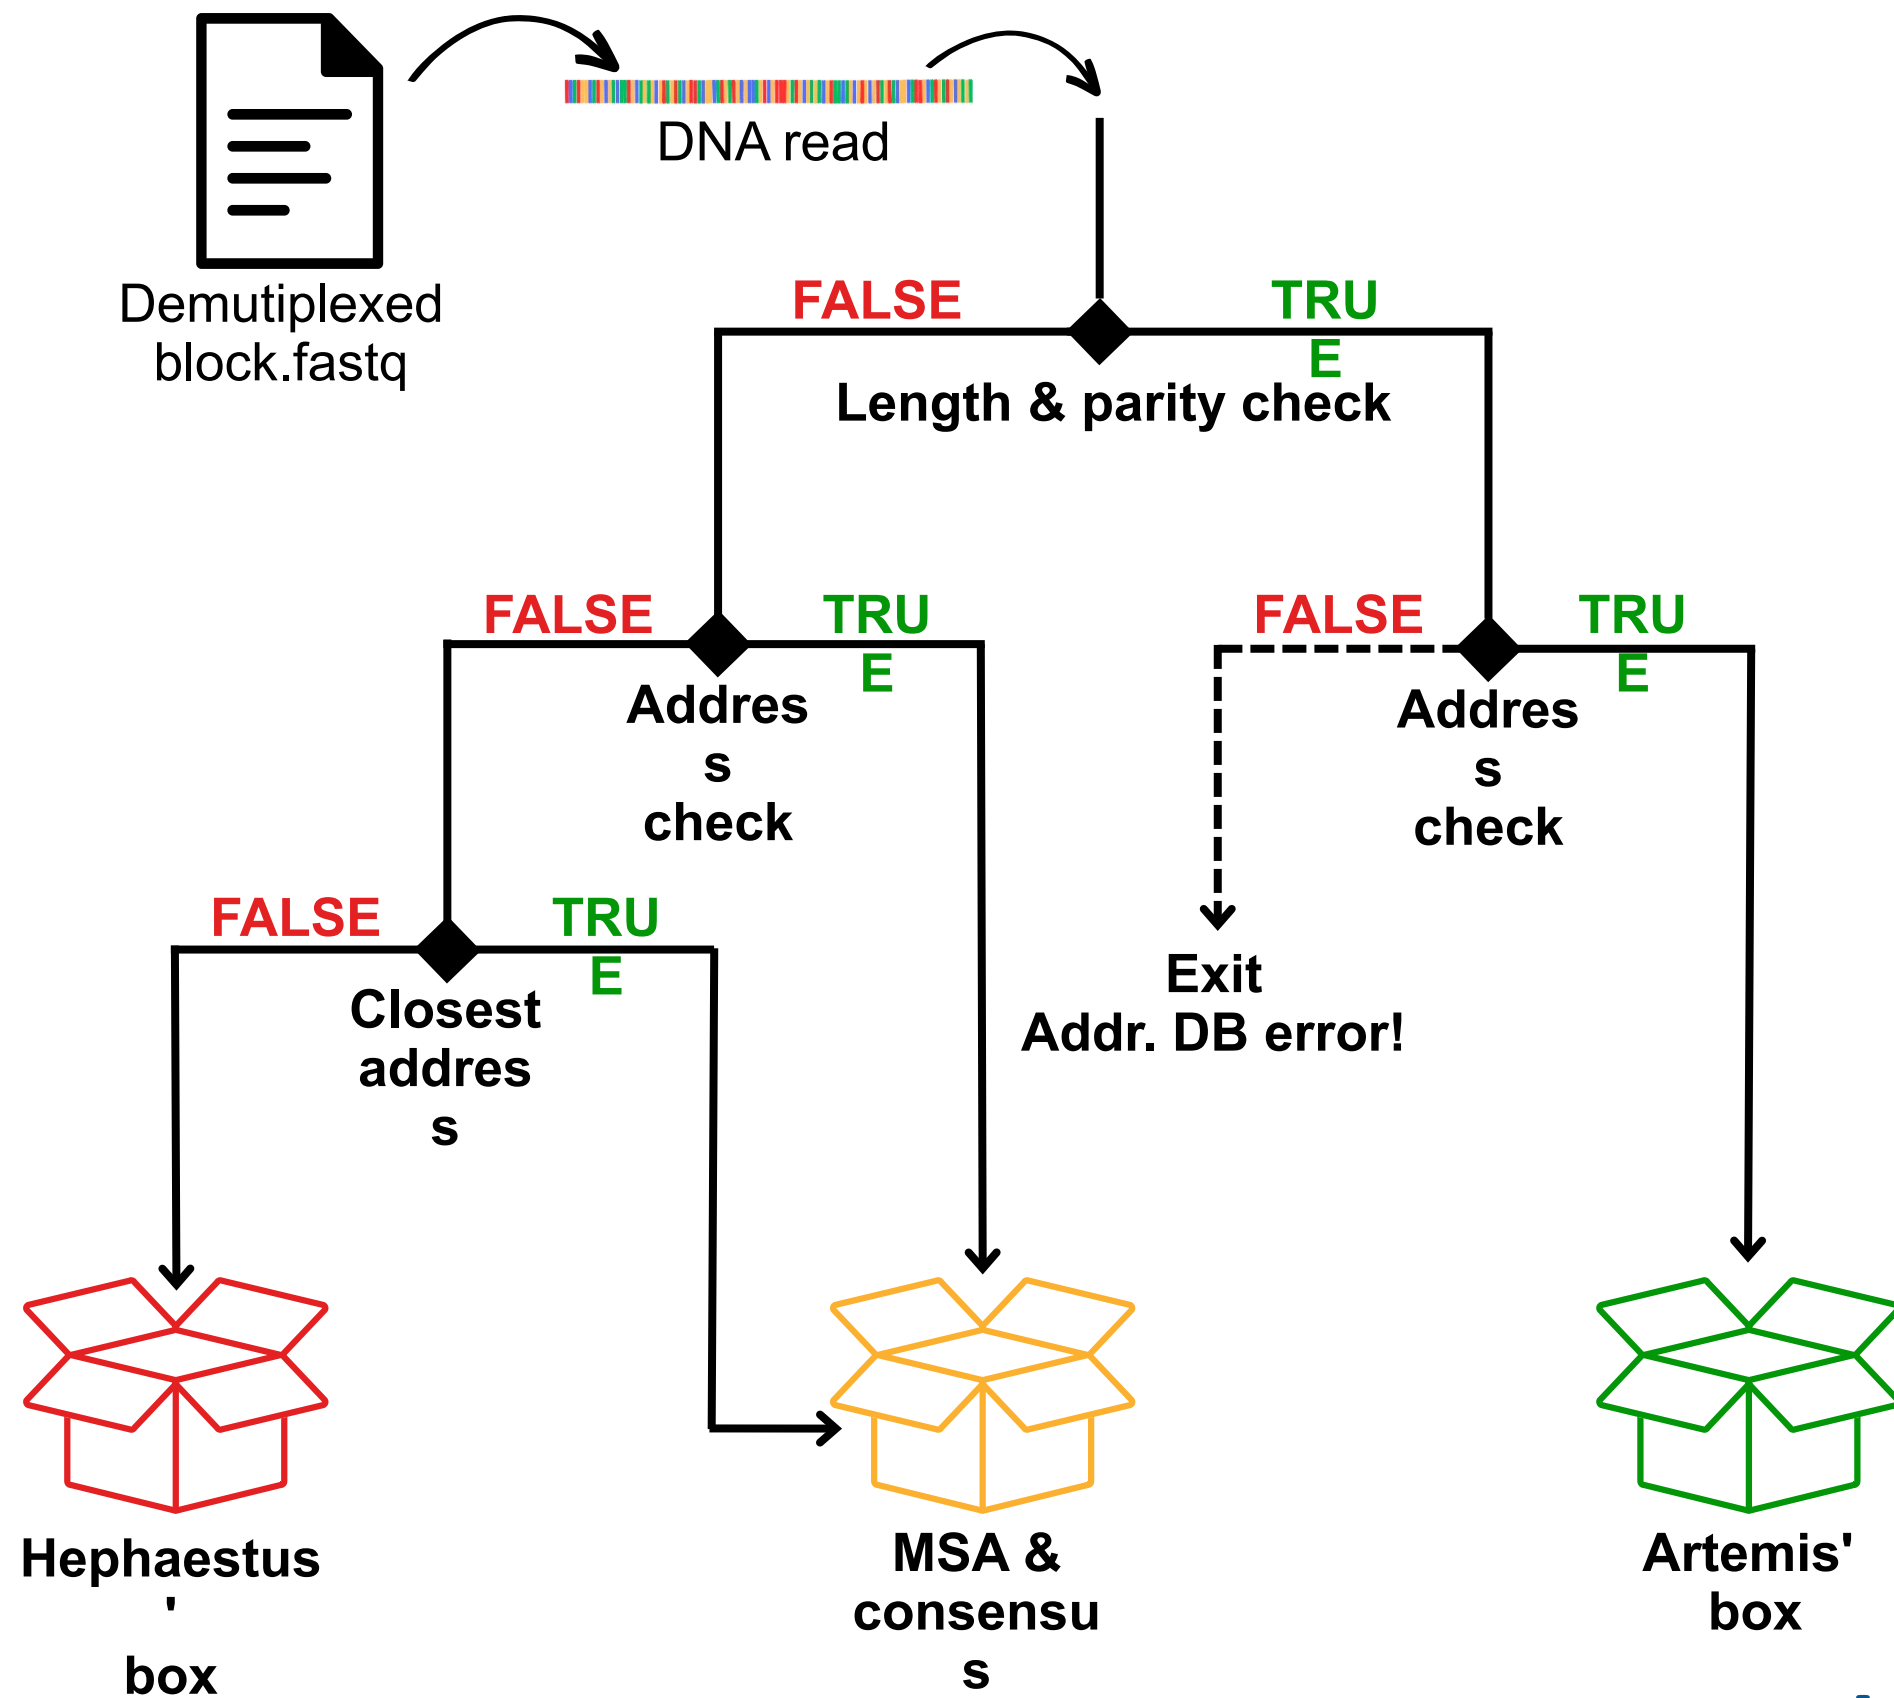 DNA read
Demutiplexed
block.fastq
FALSE
TRU
E
Length & parity check
FALSE
TRU
E
Addres
s
check
FALSE
TRU
E
Addres
s
check
FALSE
TRU
E
Closest
addres
s
Exit
Addr. DB error!
Hephaestus
'
box
MSA &
consensu
s
Artemis'
box